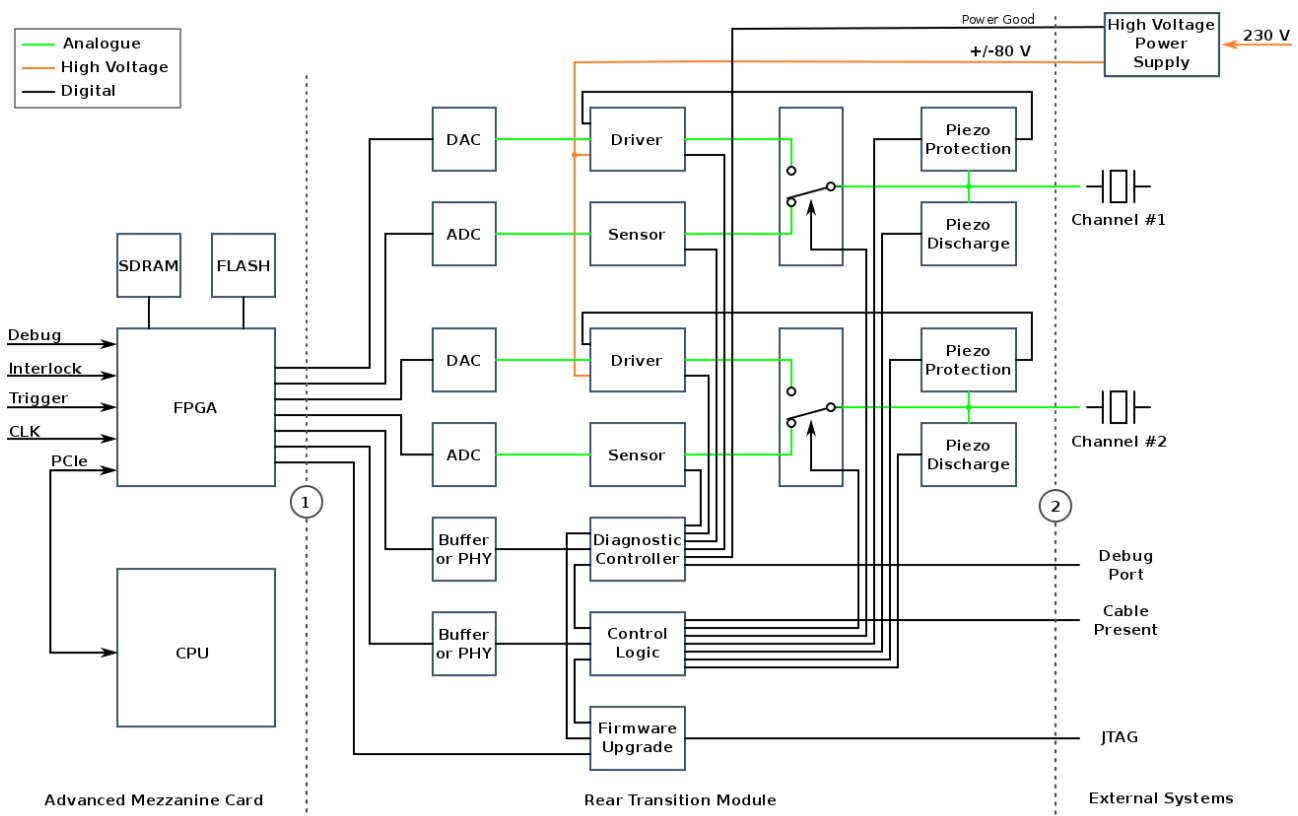 Power Good
High Voltage
Power
Supply
230 V
+/-80 V
Analogue
High Voltage
Digital
DAC
Driver
Piezo
Protection
Channel #1
ADC
Sensor
Piezo
Discharge
SDRAM
FLASH
Debug
Interlock
Trigger
CLK
PCIe
FPGA
DAC
Driver
Piezo
Protection
Channel #2
ADC
Sensor
Piezo
Discharge
1
2
Buffer
or PHY
Diagnostic
Controller
Debug
Port
CPU
Buffer
or PHY
Control
Logic
Cable
Present
Firmware
Upgrade
JTAG
Advanced Mezzanine Card
Rear Transition Module
External Systems